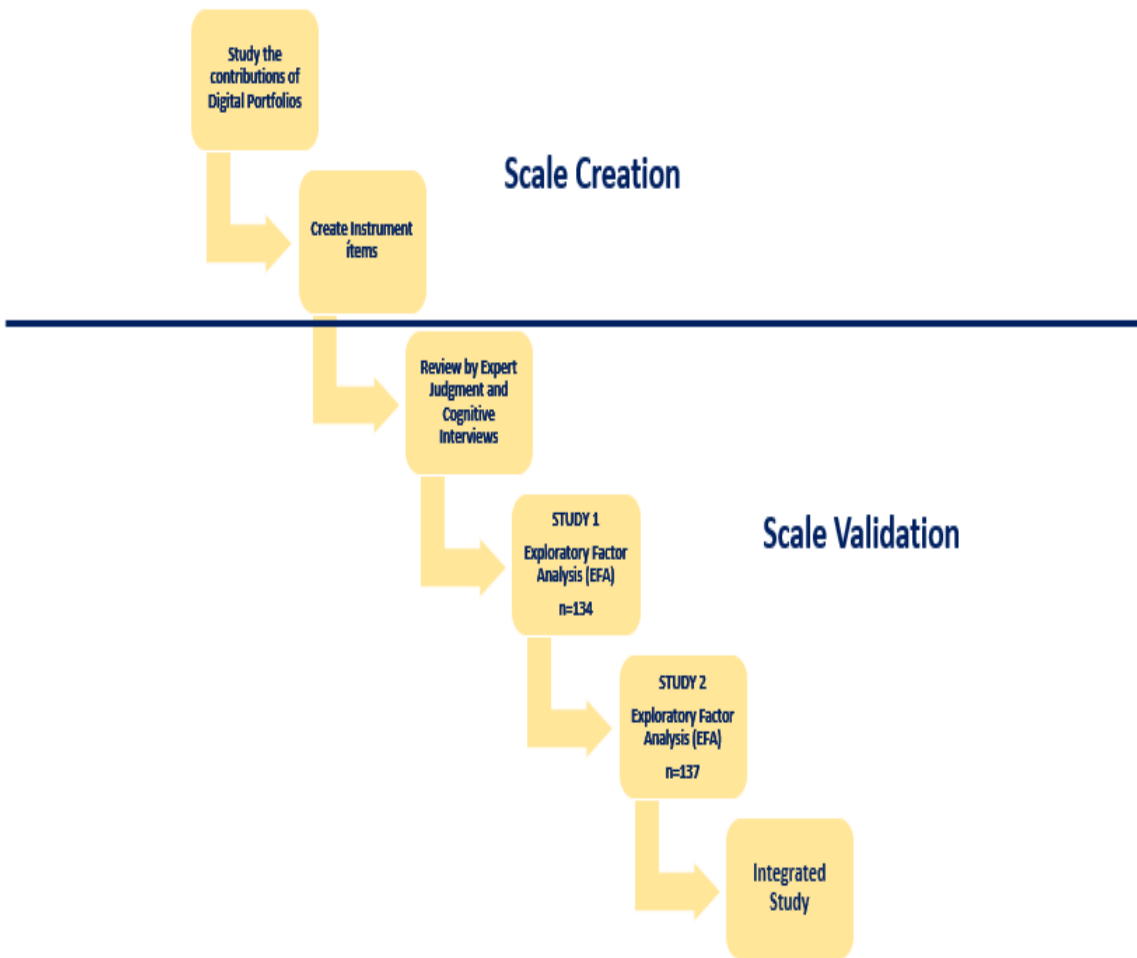 Study the
contributions of
Digital Portfolios
Scale Creation
Create Instrument
ítems
Review by Expert
Judgment and
Cognitive
Interviews
STUDY 1
Exploratory Factor
Analysis (EFA)
n=134
Scale Validation
STUDY 2
Exploratory Factor
Analysis (EFA)
n=137
Integrated
Study